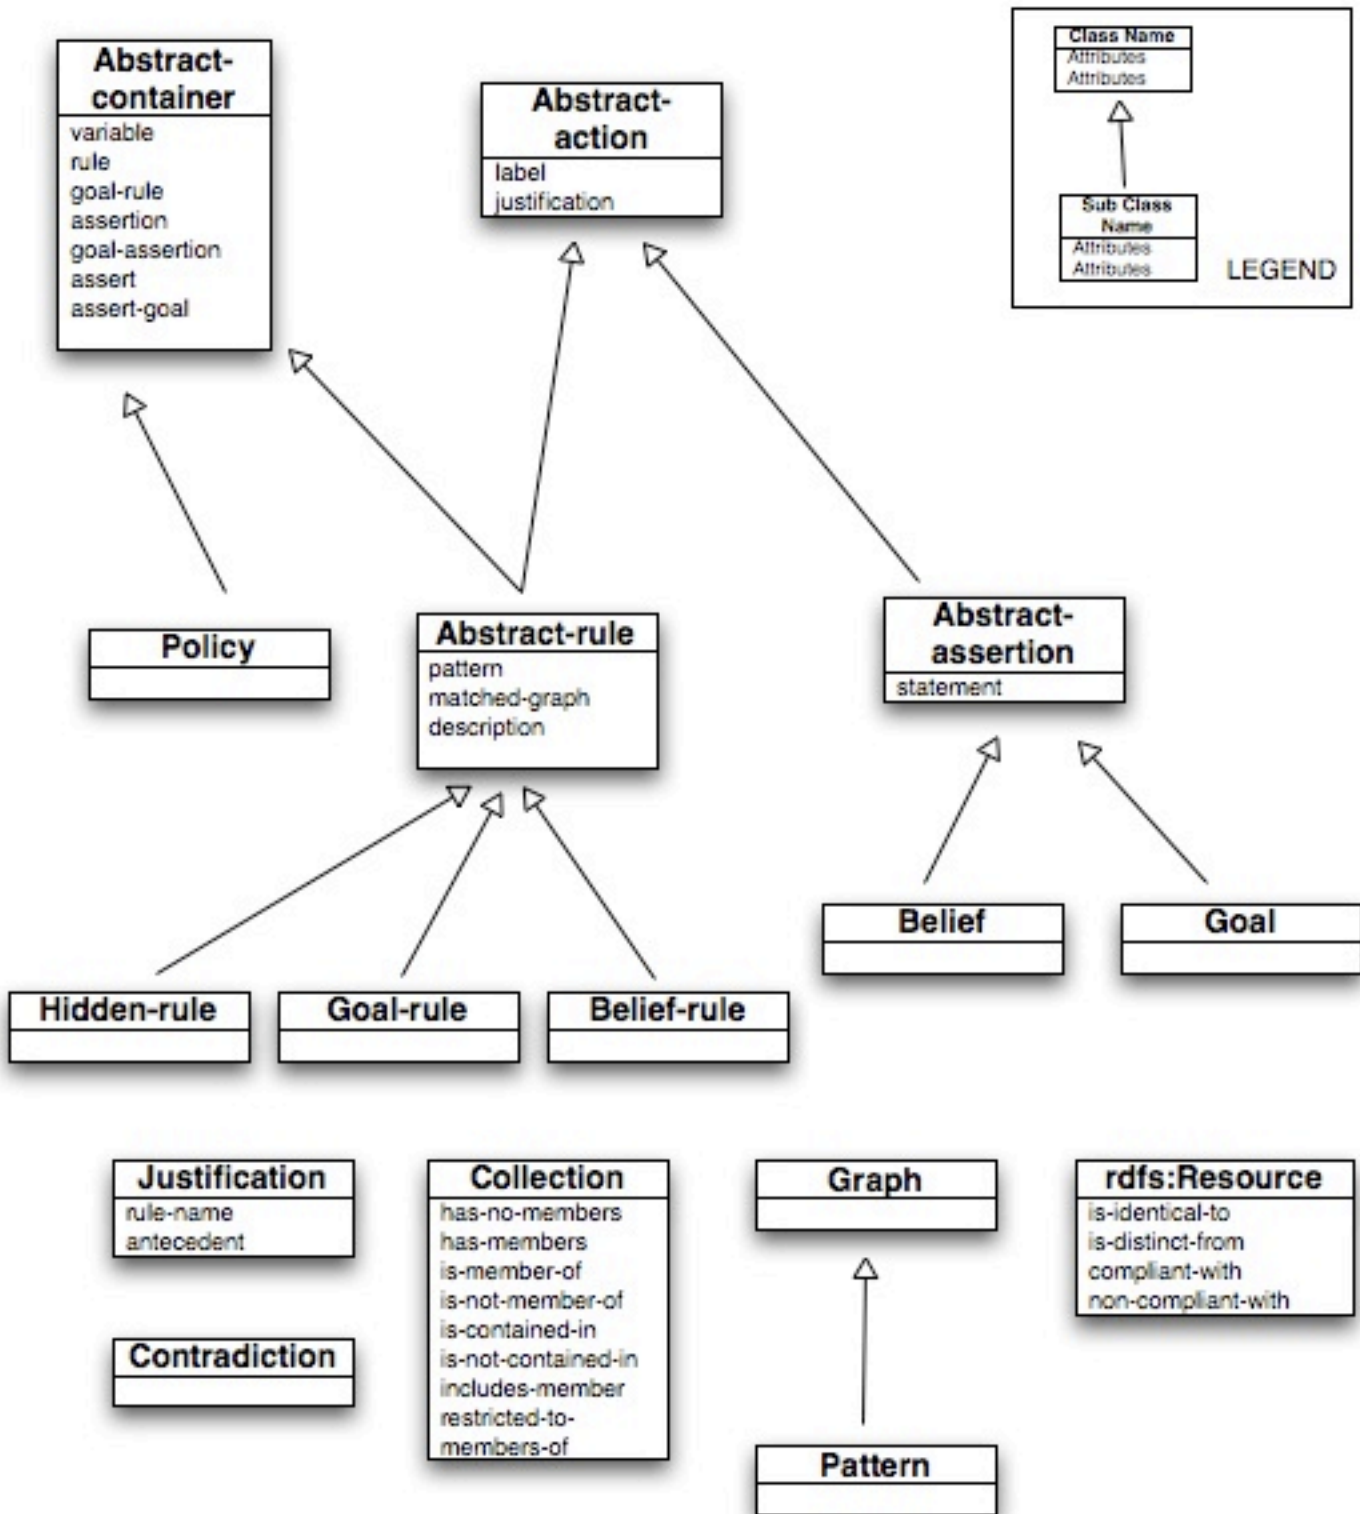 Abstract-
container
variable
rule
goal-rule
assertion
goal-assertion
assert
assert-goal
Abstract-
action
label
justification
Class Name
Attributes
Attributes
Sub Class
Name
Attributes
Attributes
LEGEND
Policy
Abstract-rule
pattern
matched-graph
description
Abstract-
assertion
statement
Belief
Goal
Hidden-rule
Goal-rule
Belief-rule
Justification
rule-name
antecedent
Contradiction
Collection
has-no-members
has-members
is-member-of
is-not-member-of
is-contained-in
is-not-contained-in
includes-member
restricted-to-
members-of
Graph
Pattern
rdfs:Resource
is-identical-to
is-distinct-from
compliant-with
non-compliant-with